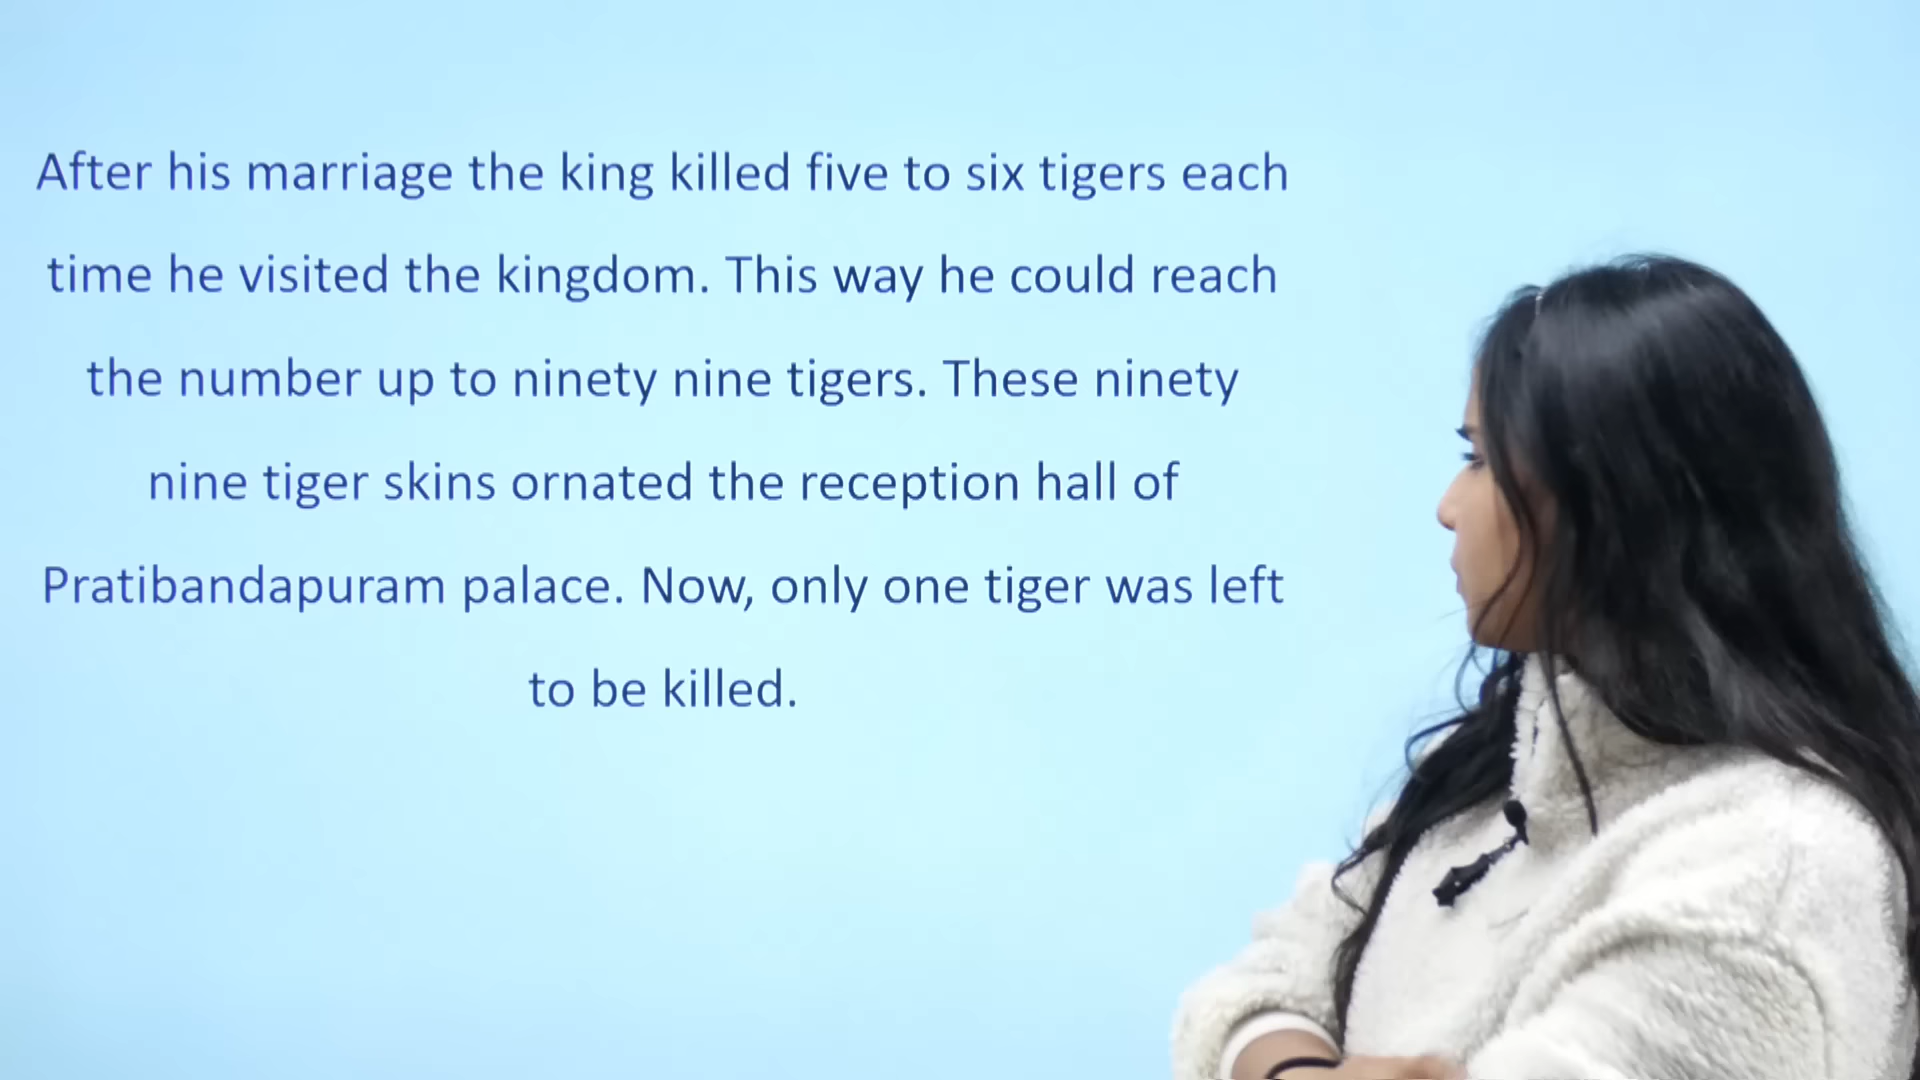 After his marriage the king killed five to six tigers each
time he visited the kingdom. This way he could reach
the number up to ninety nine tigers. These ninety
nine tiger skins ornated the reception hall of
Pratibandapuram palace. Now, only one tiger was left
to be killed.